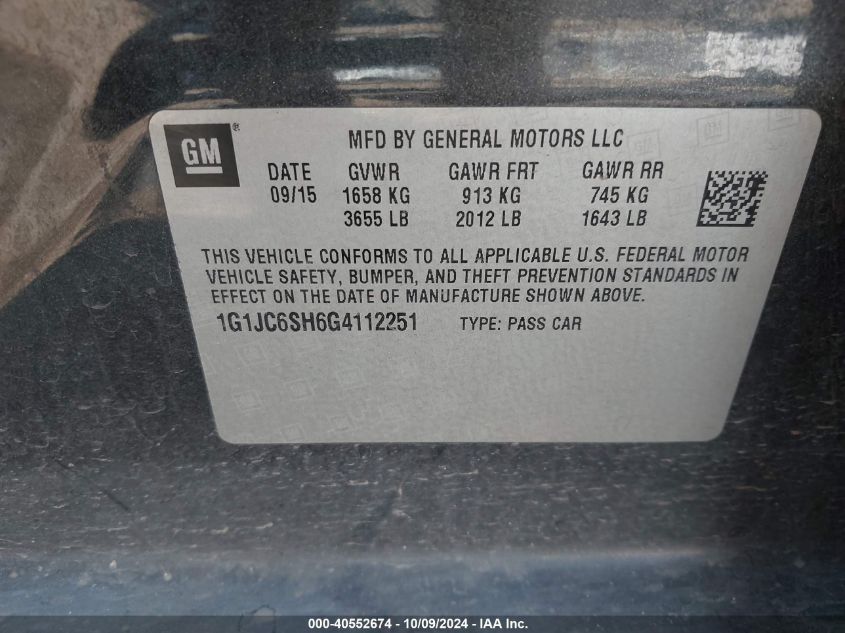 GM ®
MFD BY GENERAL MOTORS LLC
DATE GVWR GAWR FRT GAWR RR
09/15 1658 KG 913 KG 745 KG
3655 LB 2012 LB 1643 LB
THIS VEHICLE CONFORMS TO ALL APPLICABLE U.S. FEDERAL MOTOR
VEHICLE SAFETY, BUMPER, AND THEFT PREVENTION STANDARDS IN
EFFECT ON THE DATE OF MANUFACTURE SHOWN ABOVE.
1G1JC6SH6G4112251 TYPE: PASS CAR
000-40552674 - 10/09/2024 - IAA Inc.